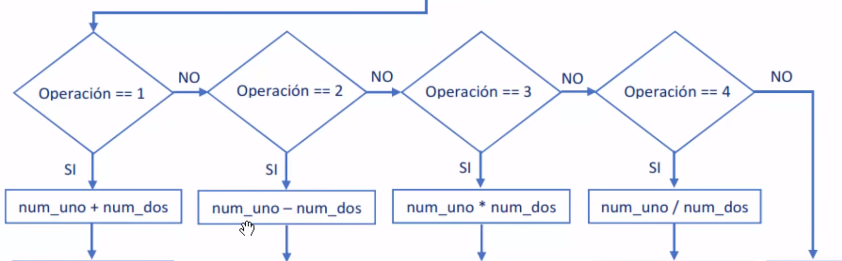 Operación == 1
NO
Operación == 2
NO
Operación == 3
NO
Operación == 4
NO
SI
SI
SI
SI
num_uno + num_dos
num_uno – num_dos
num_uno * num_dos
num_uno / num_dos